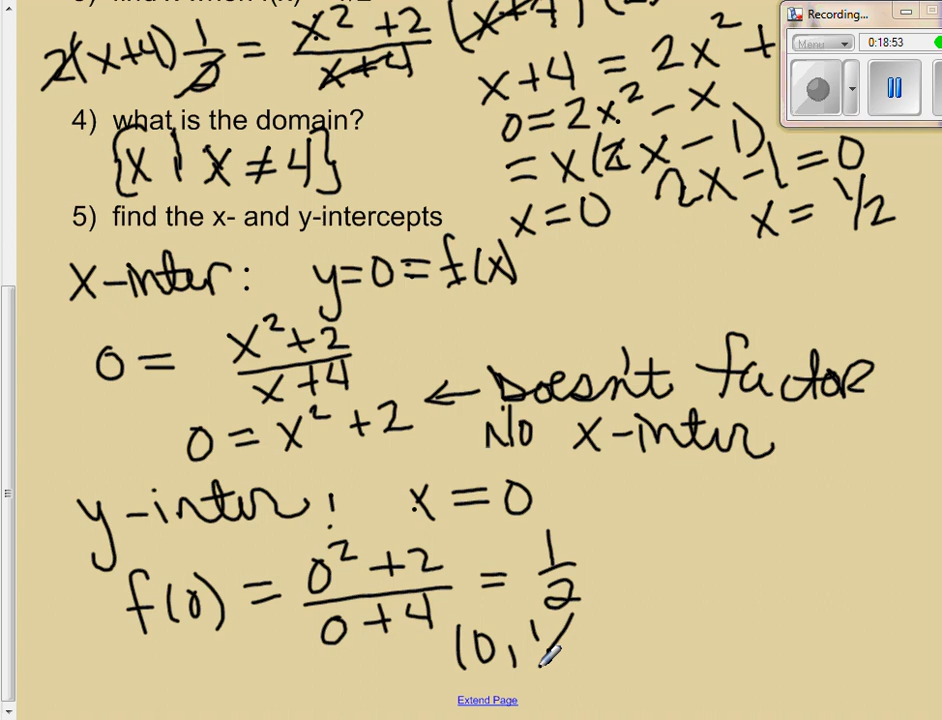 2(x+4) 1/2 = x² + 2 / x+4 (x+4)
x+4 = 2x² +
0 = 2x² - x
4) what is the domain?
{x | x ≠ 4}
= x(2x - 1)
2x - 1 = 0
x = 0
x = 1/2
5) find the x- and y-intercepts
x-inter: y=0=f(x)
0 = x²+2 / x+4
0 = x² + 2 ← Doesn't factor
No x-inter
y-inter: x = 0
f(0) = 0² + 2 / 0 + 4 = 1/2
(0, 1/
Extend Page
Recording...
Menu
0:18:53